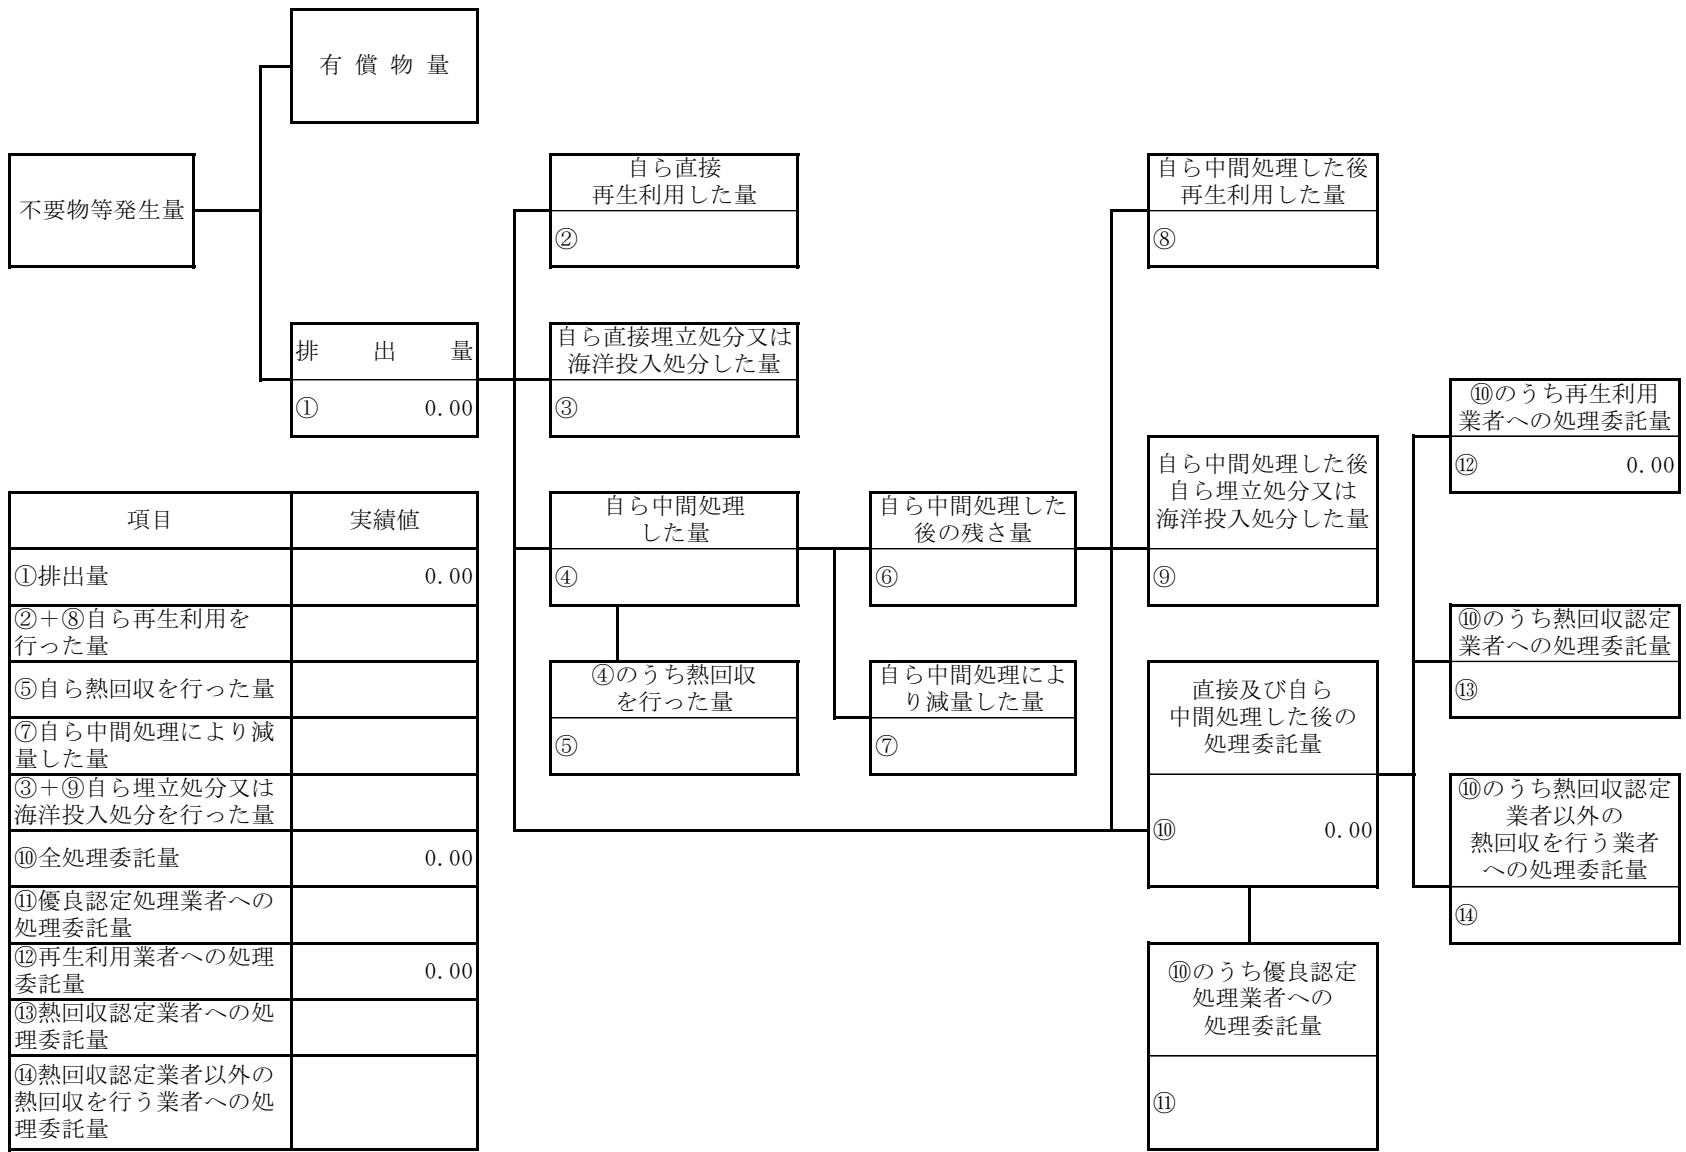 有償物量
不要物等発生量
自ら直接
再生利用した量
②
自ら中間処理した後
再生利用した量
⑧
排出量
① 0.00
自ら直接埋立処分又は
海洋投入処分した量
③
⑩のうち再生利用
業者への処理委託量
⑫ 0.00
自ら中間処理
した量
④
自ら中間処理した
後の残さ量
⑥
自ら中間処理した後
自ら埋立処分又は
海洋投入処分した量
⑨
⑩のうち熱回収認定
業者への処理委託量
⑬
④のうち熱回収
を行った量
⑤
自ら中間処理によ
り減量した量
⑦
直接及び自ら
中間処理した後の
処理委託量
⑩ 0.00
⑩のうち熱回収認定
業者以外の
熱回収を行う業者
への処理委託量
⑭
⑩のうち優良認定
処理業者への
処理委託量
⑪
項目 実績値
①排出量 0.00
②+⑧自ら再生利用を
行った量
⑤自ら熱回収を行った量
⑦自ら中間処理により減
量した量
③+⑨自ら埋立処分又は
海洋投入処分を行った量
⑩全処理委託量 0.00
⑪優良認定処理業者への
処理委託量
⑫再生利用業者への処理
委託量 0.00
⑬熱回収認定業者への処
理委託量
⑭熱回収認定業者以外の
熱回収を行う業者への処
理委託量